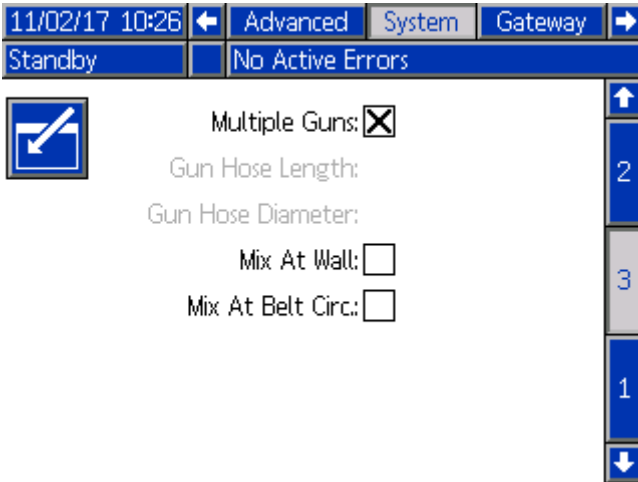 11/02/17 10:26 Advanced System Gateway
Standby No Active Errors
Multiple Guns:
Gun Hose Length:
Gun Hose Diameter:
Mix At Wall:
Mix At Belt Circ.:
2
3
1